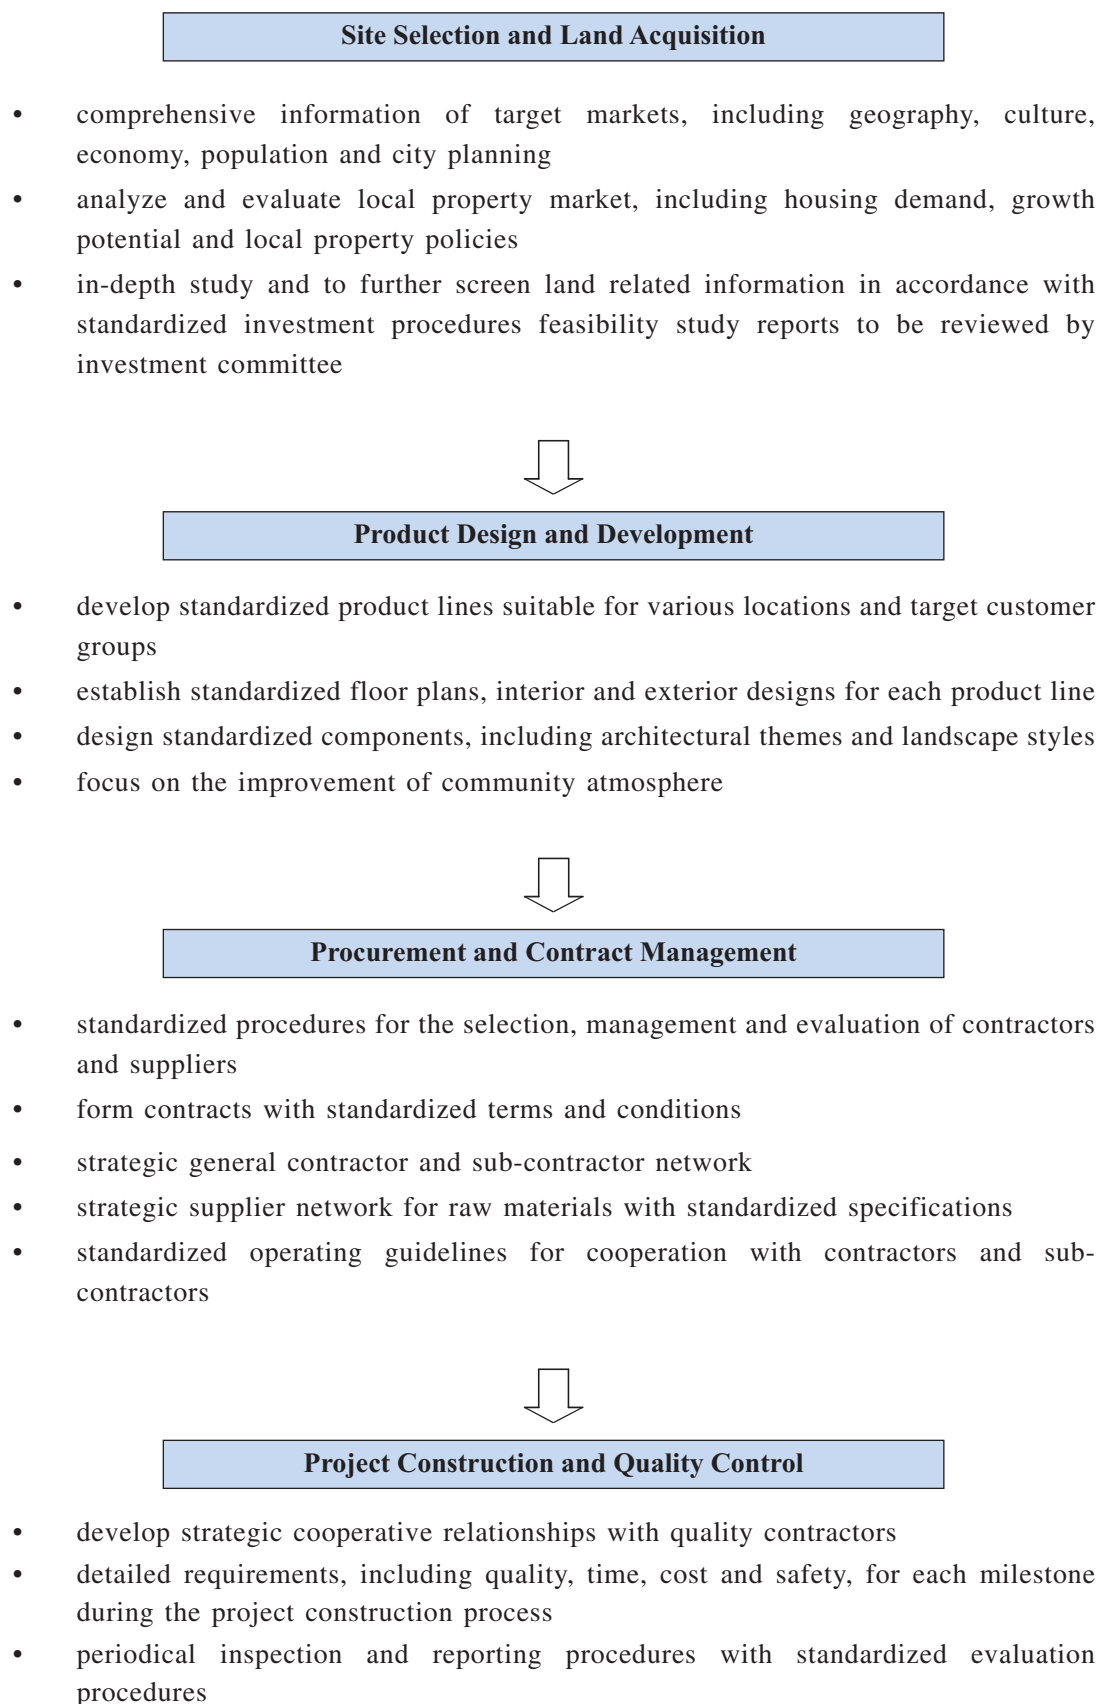 Site Selection and Land Acquisition
• comprehensive information of target markets, including geography, culture,
economy, population and city planning
• analyze and evaluate local property market, including housing demand, growth
potential and local property policies
• in-depth study and to further screen land related information in accordance with
standardized investment procedures feasibility study reports to be reviewed by
investment committee
Product Design and Development
• develop standardized product lines suitable for various locations and target customer
groups
• establish standardized floor plans, interior and exterior designs for each product line
• design standardized components, including architectural themes and landscape styles
• focus on the improvement of community atmosphere
Procurement and Contract Management
• standardized procedures for the selection, management and evaluation of contractors
and suppliers
• form contracts with standardized terms and conditions
• strategic general contractor and sub-contractor network
• strategic supplier network for raw materials with standardized specifications
• standardized operating guidelines for cooperation with contractors and sub-
contractors
Project Construction and Quality Control
• develop strategic cooperative relationships with quality contractors
• detailed requirements, including quality, time, cost and safety, for each milestone
during the project construction process
• periodical inspection and reporting procedures with standardized evaluation
procedures